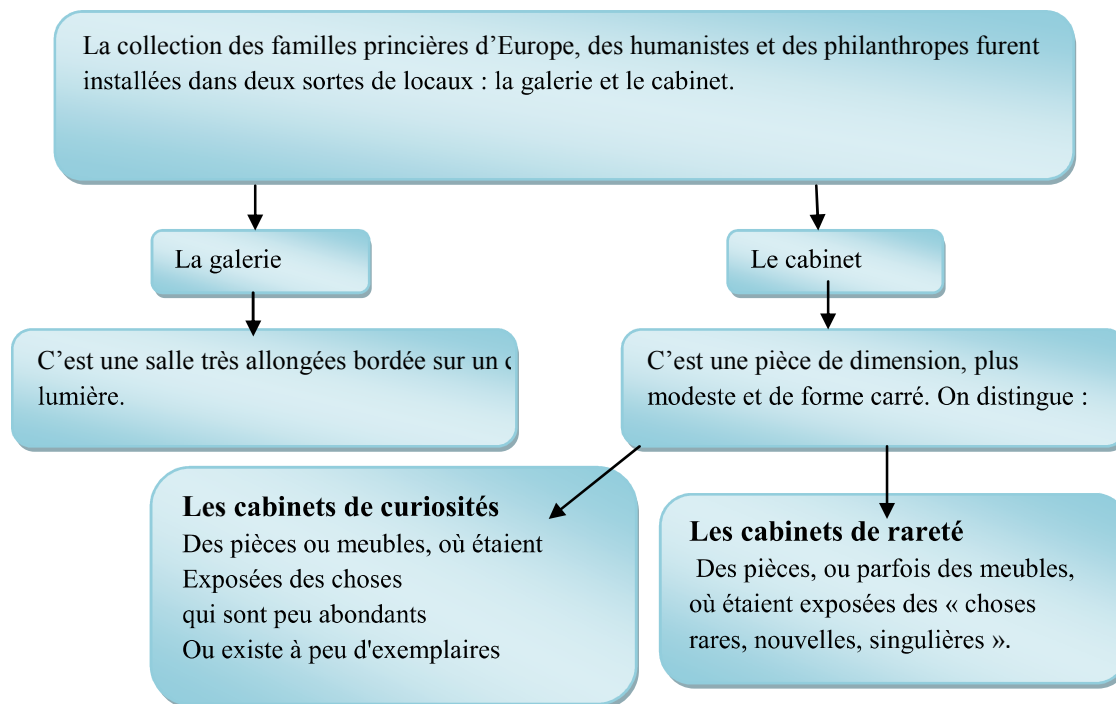 La collection des familles princières d’Europe, des humanistes et des philanthropes furent
installées dans deux sortes de locaux : la galerie et le cabinet.
La galerie
Le cabinet
C’est une salle très allongées bordée sur un
lumière.
C’est une pièce de dimension, plus
modeste et de forme carré. On distingue :
Les cabinets de curiosités
Des pièces ou meubles, où étaient
Exposées des choses
qui sont peu abondants
Ou existe à peu d'exemplaires
Les cabinets de rareté
Des pièces, ou parfois des meubles,
où étaient exposées des « choses
rares, nouvelles, singulières ».